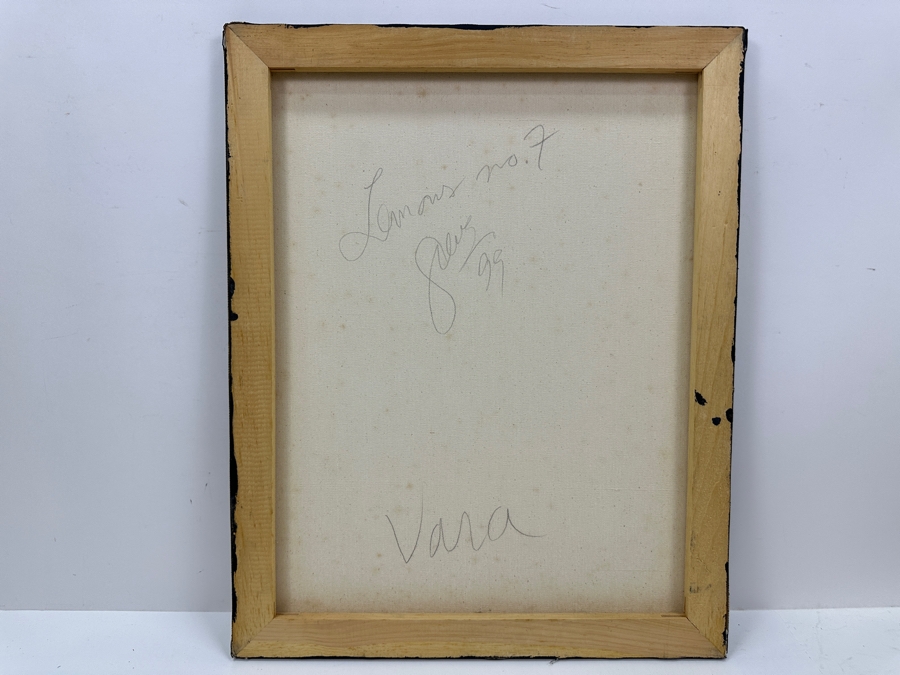 Lemons no. 7
/99
Vara